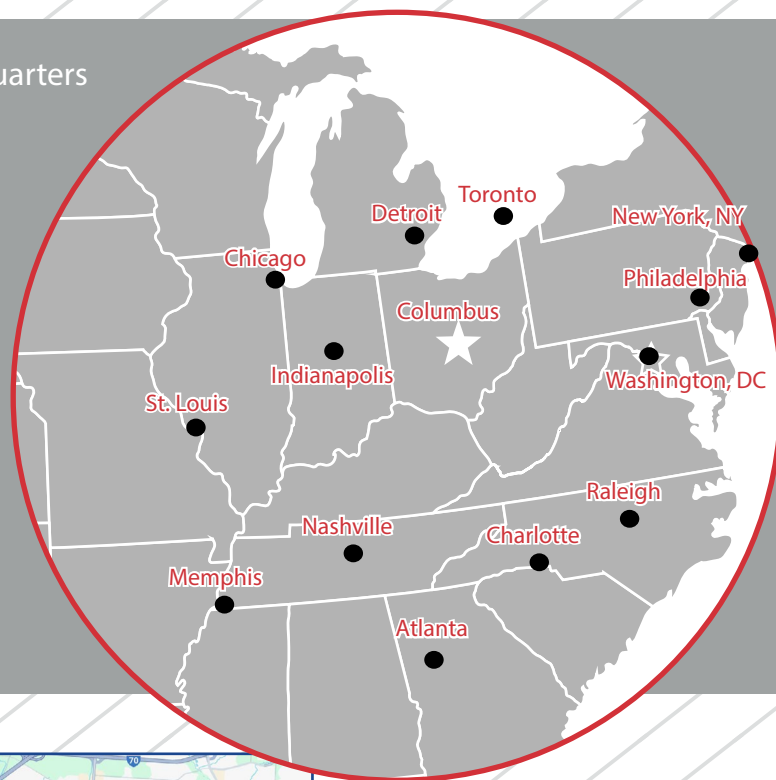 Toronto
Detroit
New York, NY
Chicago
Philadelphia
Columbus
Indianapolis
Washington, DC
St. Louis
Raleigh
Nashville
Charlotte
Memphis
Atlanta
70